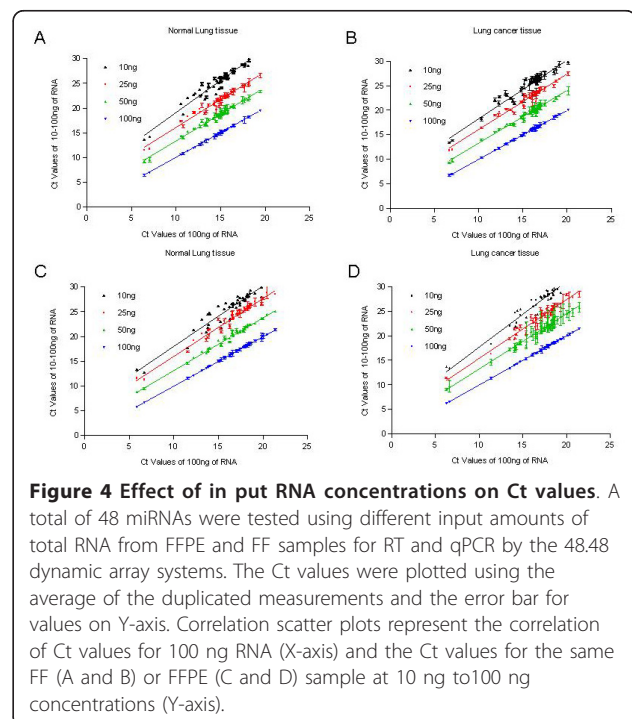 A
Normal Lung tissue
Ct Values of 10-100ng of RNA
30
25
20
15
10
5
0
10ng
25ng
50ng
100ng
0 5 10 15 20 25
Ct Values of 100ng of RNA
B
Lung cancer tissue
Ct Values of 10-100ng of RNA
30
25
20
15
10
5
0
10ng
25ng
50ng
100ng
0 5 10 15 20 25
Ct Values of 100ng of RNA
C
Normal Lung tissue
Ct Values of 10-100ng of RNA
30
25
20
15
10
5
0
10ng
25ng
50ng
100ng
0 5 10 15 20 25
Ct Values of 100ng of RNA
D
Lung cancer tissue
Ct Values of 10-100ng of RNA
30
25
20
15
10
5
0
10ng
25ng
50ng
100ng
0 5 10 15 20 25
Ct Values of 100ng of RNA
Figure 4 Effect of in put RNA concentrations on Ct values. A
total of 48 miRNAs were tested using different input amounts of
total RNA from FFPE and FF samples for RT and qPCR by the 48.48
dynamic array systems. The Ct values were plotted using the
average of the duplicated measurements and the error bar for
values on Y-axis. Correlation scatter plots represent the correlation
of Ct values for 100 ng RNA (X-axis) and the Ct values for the same
FF (A and B) or FFPE (C and D) sample at 10 ng to100 ng
concentrations (Y-axis).